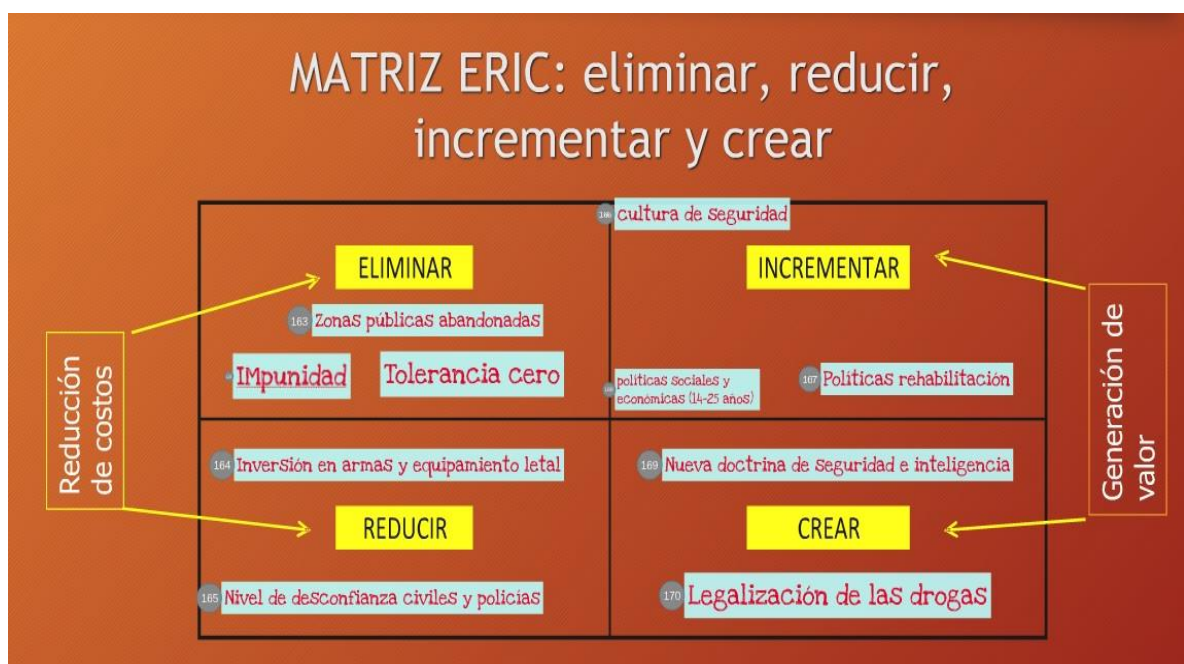 MATRIZ ERIC: eliminar, reducir,
incrementar y crear
Reducción
de costos
ELIMINAR
163 Zonas públicas abandonadas
IMpunidad
Tolerancia cero
166 cultura de seguridad
INCREMENTAR
políticas sociales y
económicas (14-25 años)
167 Políticas rehabilitación
164 Inversión en armas y equipamiento letal
REDUCIR
165 Nivel de desconfianza civiles y policías
169 Nueva doctrina de seguridad e inteligencia
CREAR
170 Legalización de las drogas
Generación de
valor